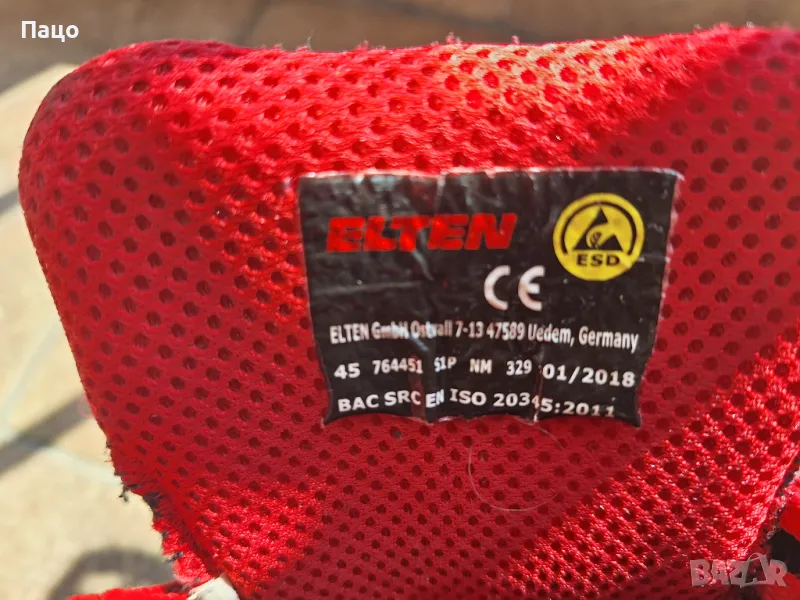 Пацо
ELTEN
ESD
CE
ELTEN GmbH Ostwall 7-13 47589 Uedem, Germany
45 764451 S1P NM 329 01/2018
BAC SRC EN ISO 20345:2011
BAZAR